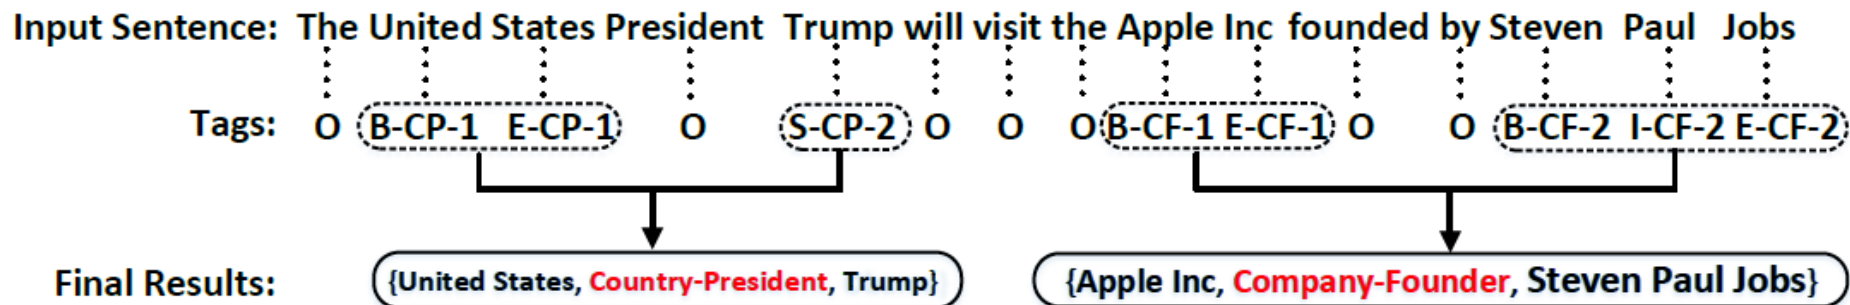 Input Sentence: The United States President Trump will visit the Apple Inc founded by Steven Paul Jobs
Tags: O B-CP-1 E-CP-1 O S-CP-2 O O O B-CF-1 E-CF-1 O O B-CF-2 I-CF-2 E-CF-2
Final Results: {United States, Country-President, Trump} {Apple Inc, Company-Founder, Steven Paul Jobs}